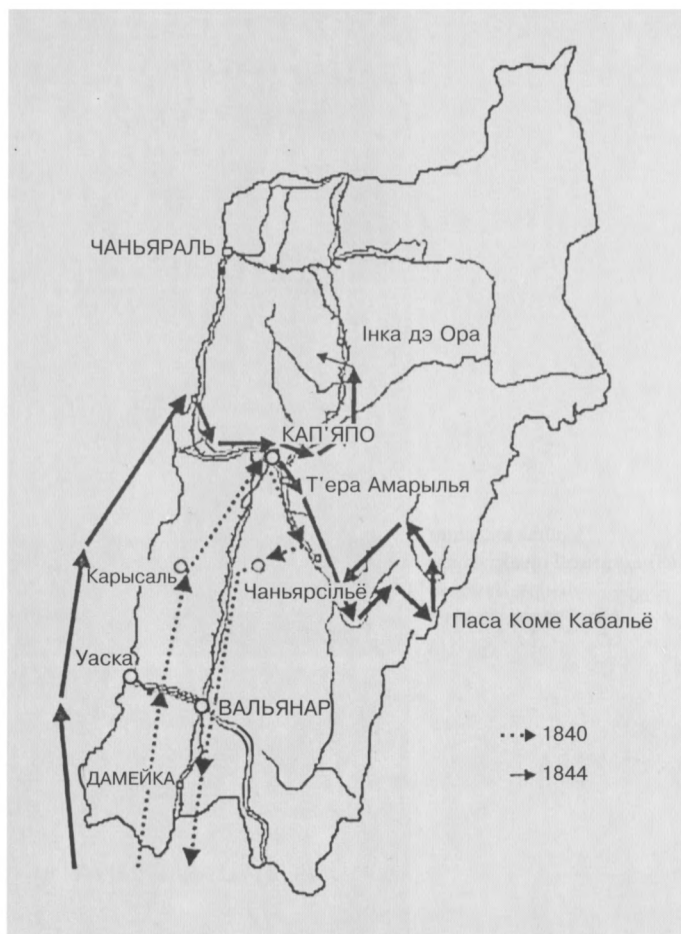 ЧАНЬЯРАЛЬ
Інка дэ Ора
КАП'ЯПО
Т'ера Амарылья
Карысаль
Чаньярсільё
Паса Коме Кабальё
Уаска
ВАЛЬЯНАР
1840
ДАМЕЙКА
1844